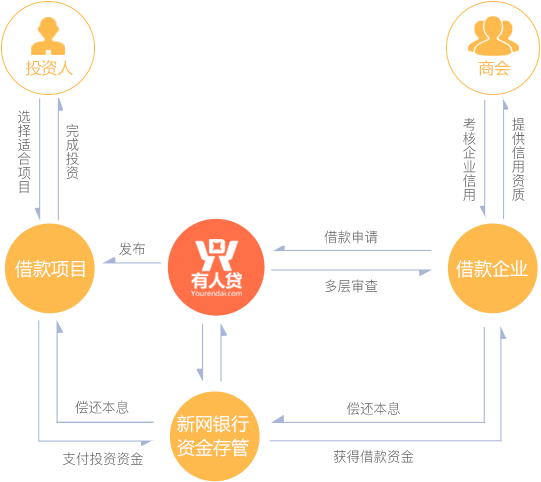 投资人
商会
选择适合项目
完成投资
考核企业信用
提供信用资质
借款项目
发布
有人贷
Yourendai.com
借款申请
多层审查
借款企业
偿还本息
支付投资资金
新网银行
资金存管
偿还本息
获得借款资金